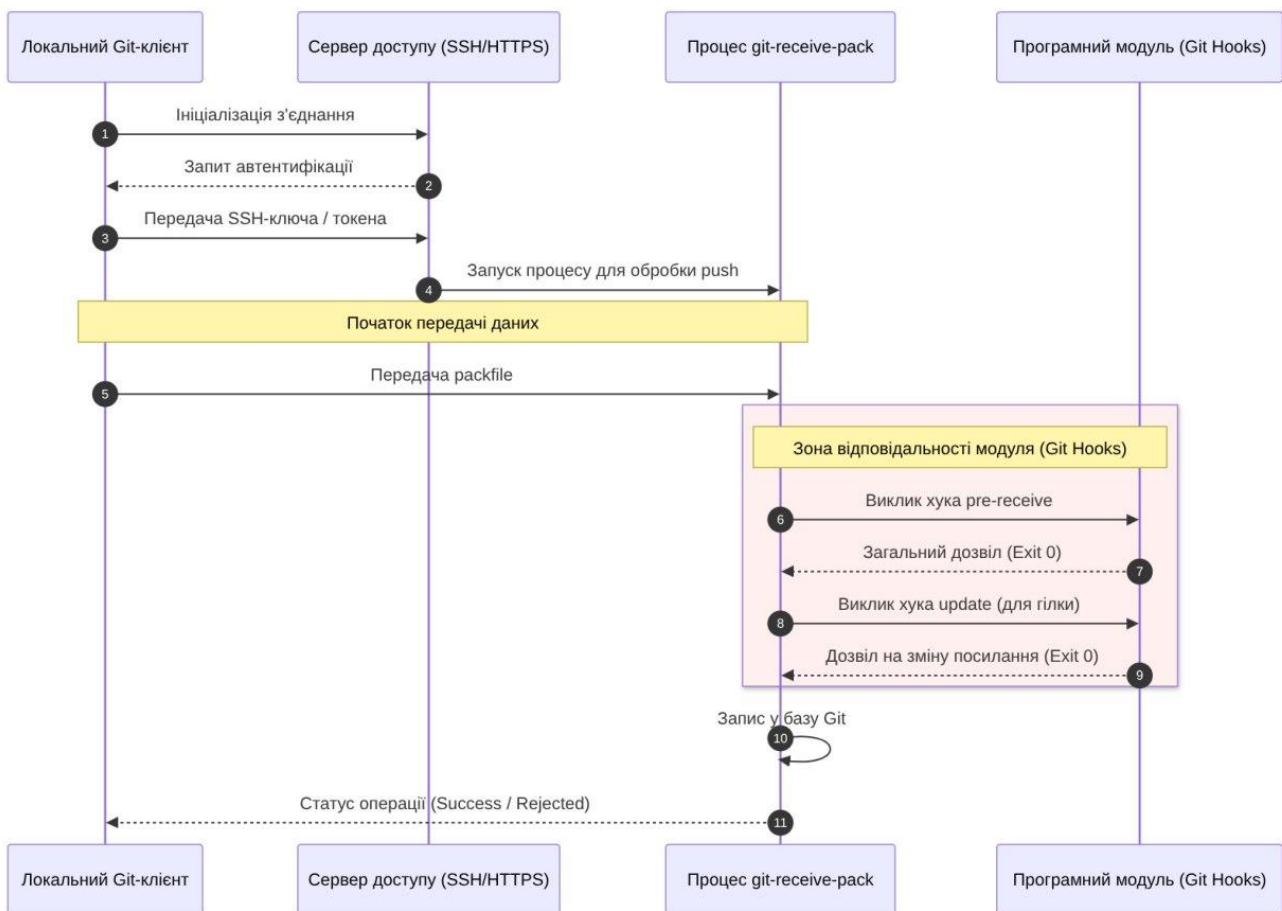 Локальний Git-клієнт
Сервер доступу (SSH/HTTPS)
Процес git-receive-pack
Програмний модуль (Git Hooks)
Ініціалізація з'єднання
1
Запит автентифікації
2
Передача SSH-ключа / токена
3
Запуск процесу для обробки push
4
Початок передачі даних
Передача packfile
5
Зона відповідальності модуля (Git Hooks)
Виклик хука pre-receive
6
Загальний дозвіл (Exit 0)
7
Виклик хука update (для гілки)
8
Дозвіл на зміну посилання (Exit 0)
9
Запис у базу Git
10
Статус операції (Success / Rejected)
11
Локальний Git-клієнт
Сервер доступу (SSH/HTTPS)
Процес git-receive-pack
Програмний модуль (Git Hooks)